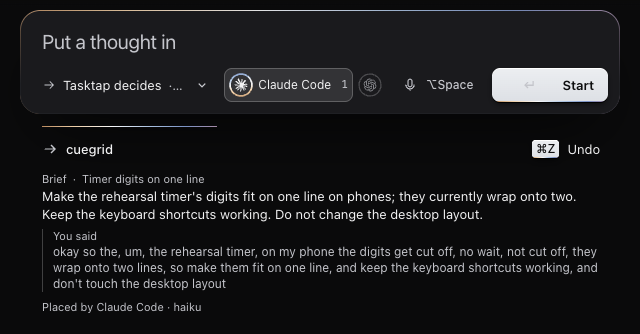 Put a thought in
→ Tasktap decides ·...
Claude Code 1
⌥Space
↵ Start
→ cuegrid
⌘Z Undo
Brief · Timer digits on one line
Make the rehearsal timer's digits fit on one line on phones; they currently wrap onto two.
Keep the keyboard shortcuts working. Do not change the desktop layout.
You said
okay so the, um, the rehearsal timer, on my phone the digits get cut off, no wait, not cut off, they
wrap onto two lines, so make them fit on one line, and keep the keyboard shortcuts working, and
don't touch the desktop layout
Placed by Claude Code · haiku